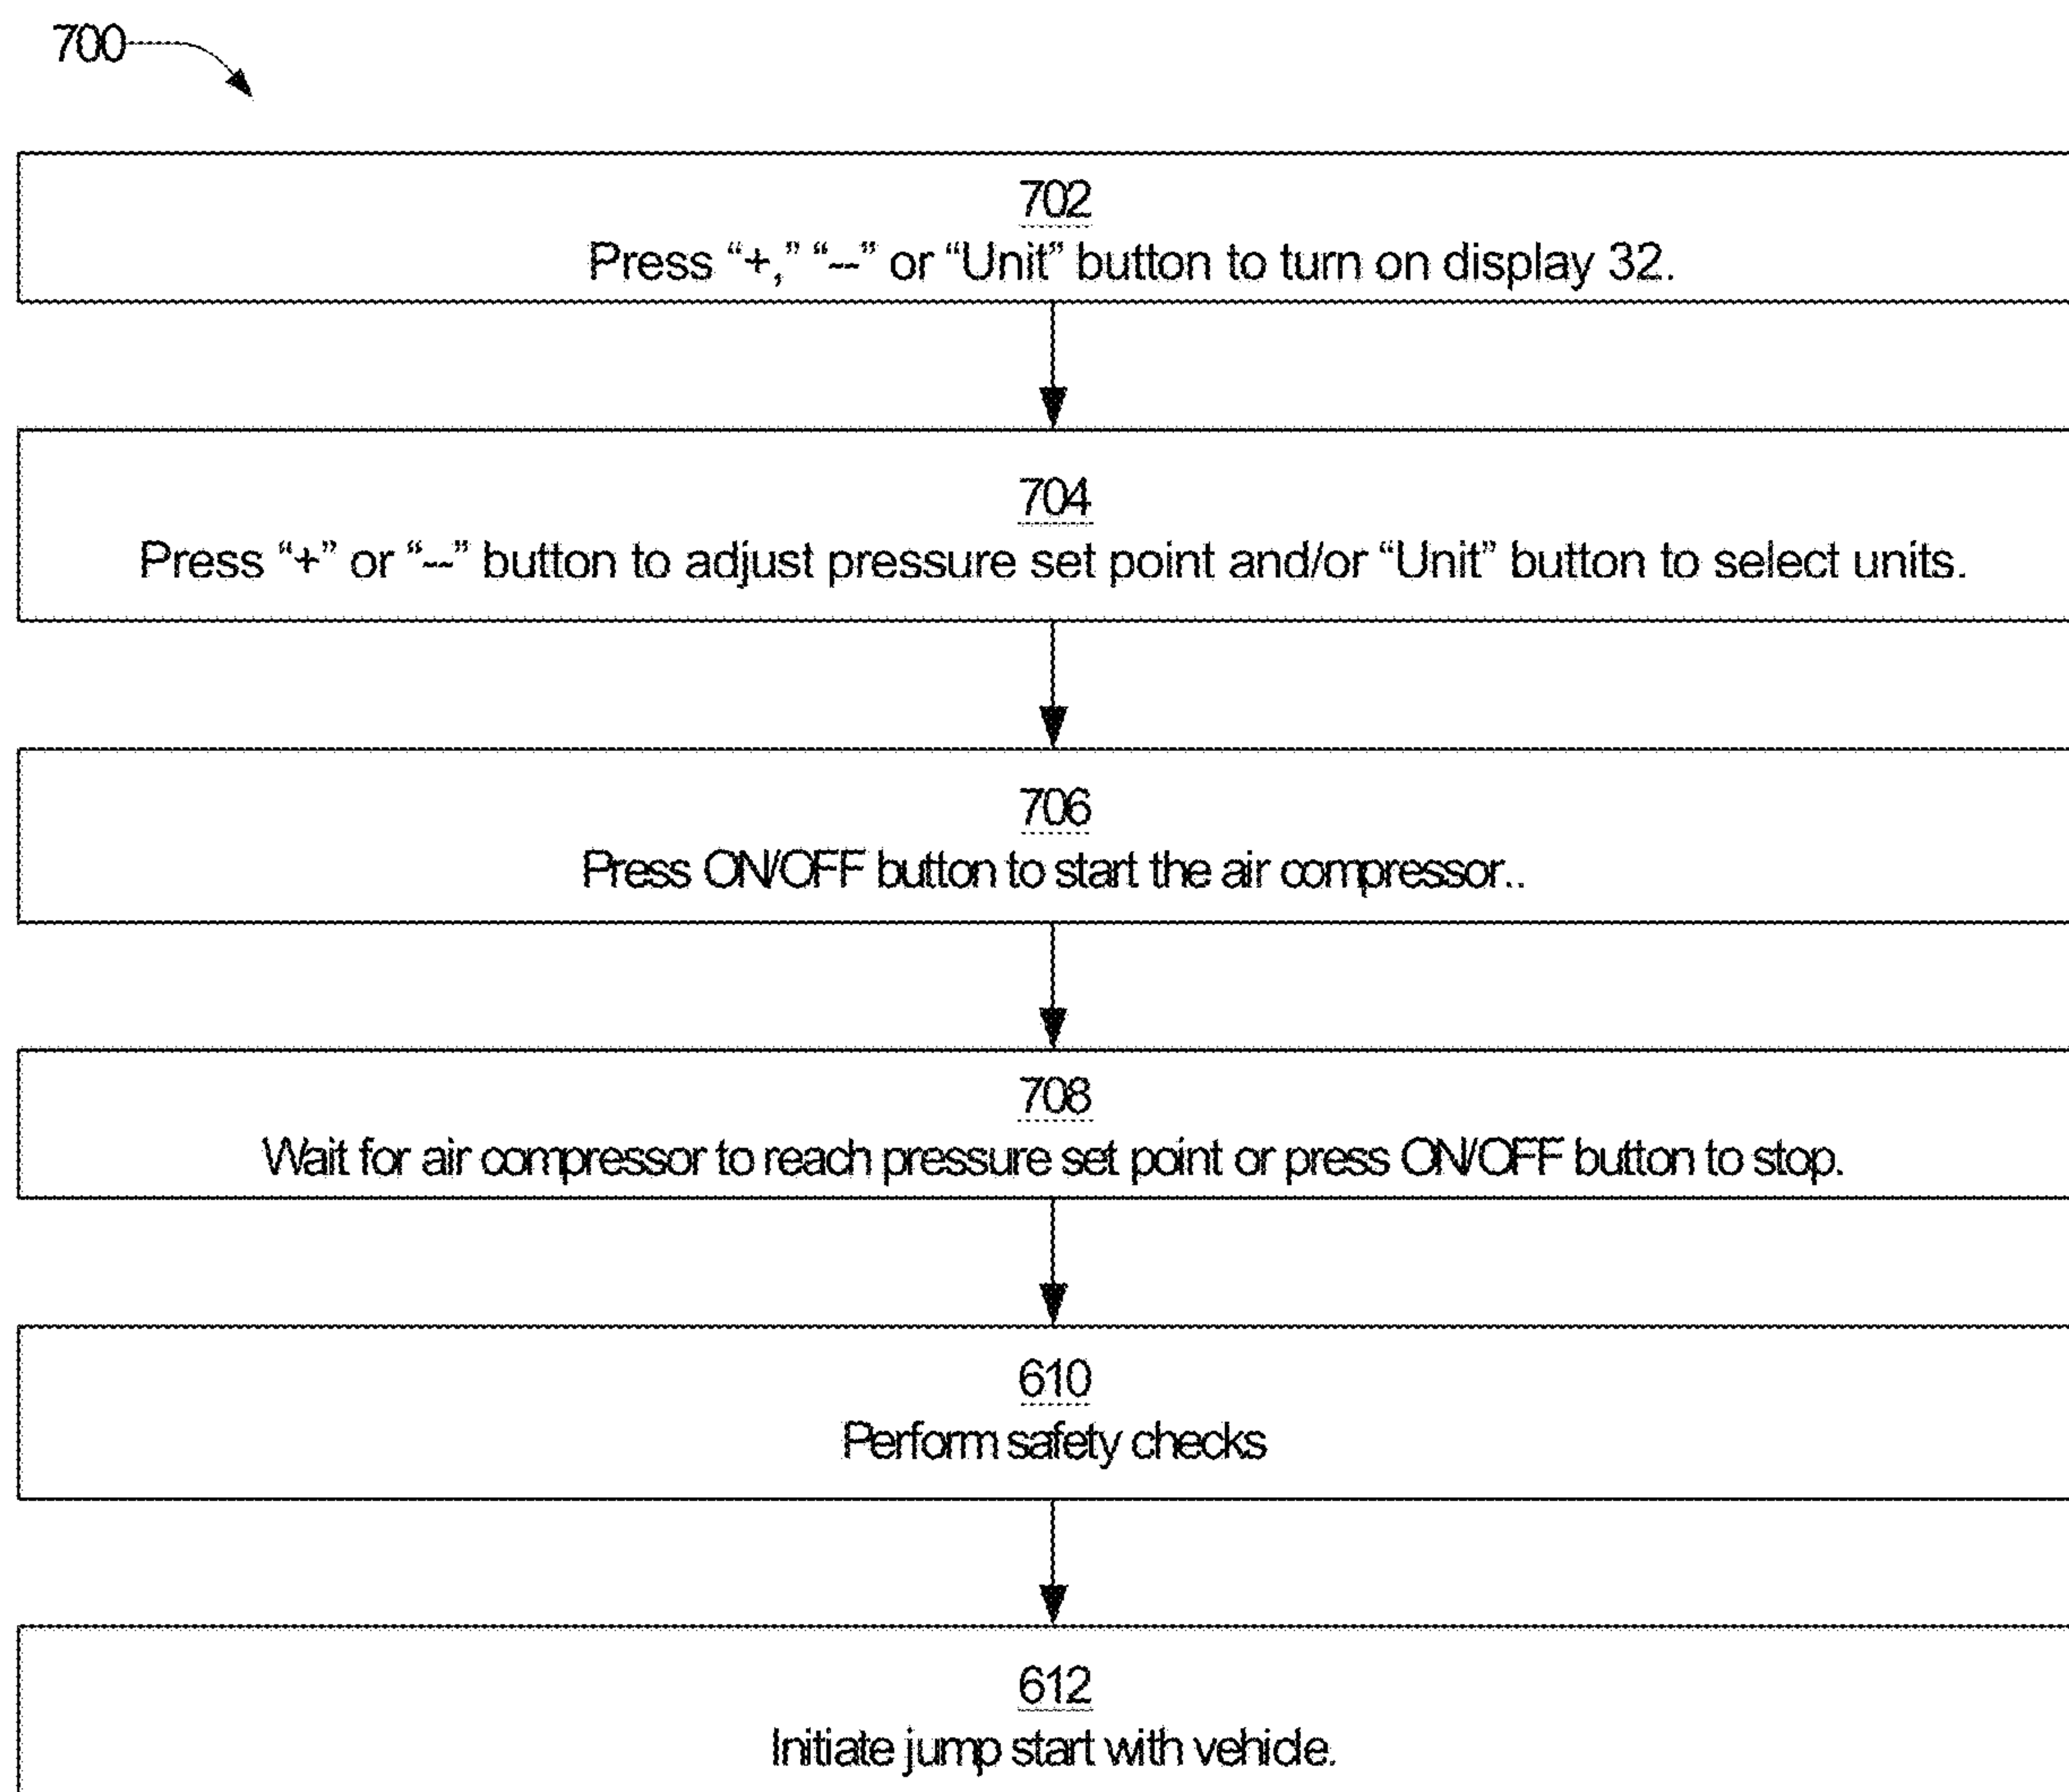 700
702
Press “+,” “--” or “Unit” button to turn on display 32.
704
Press “+” or “--” button to adjust pressure set point and/or “Unit” button to select units.
706
Press ON/OFF button to start the air compressor..
708
Wait for air compressor to reach pressure set point or press ON/OFF button to stop.
610
Perform safety checks
612
Initiate jump start with vehicle.